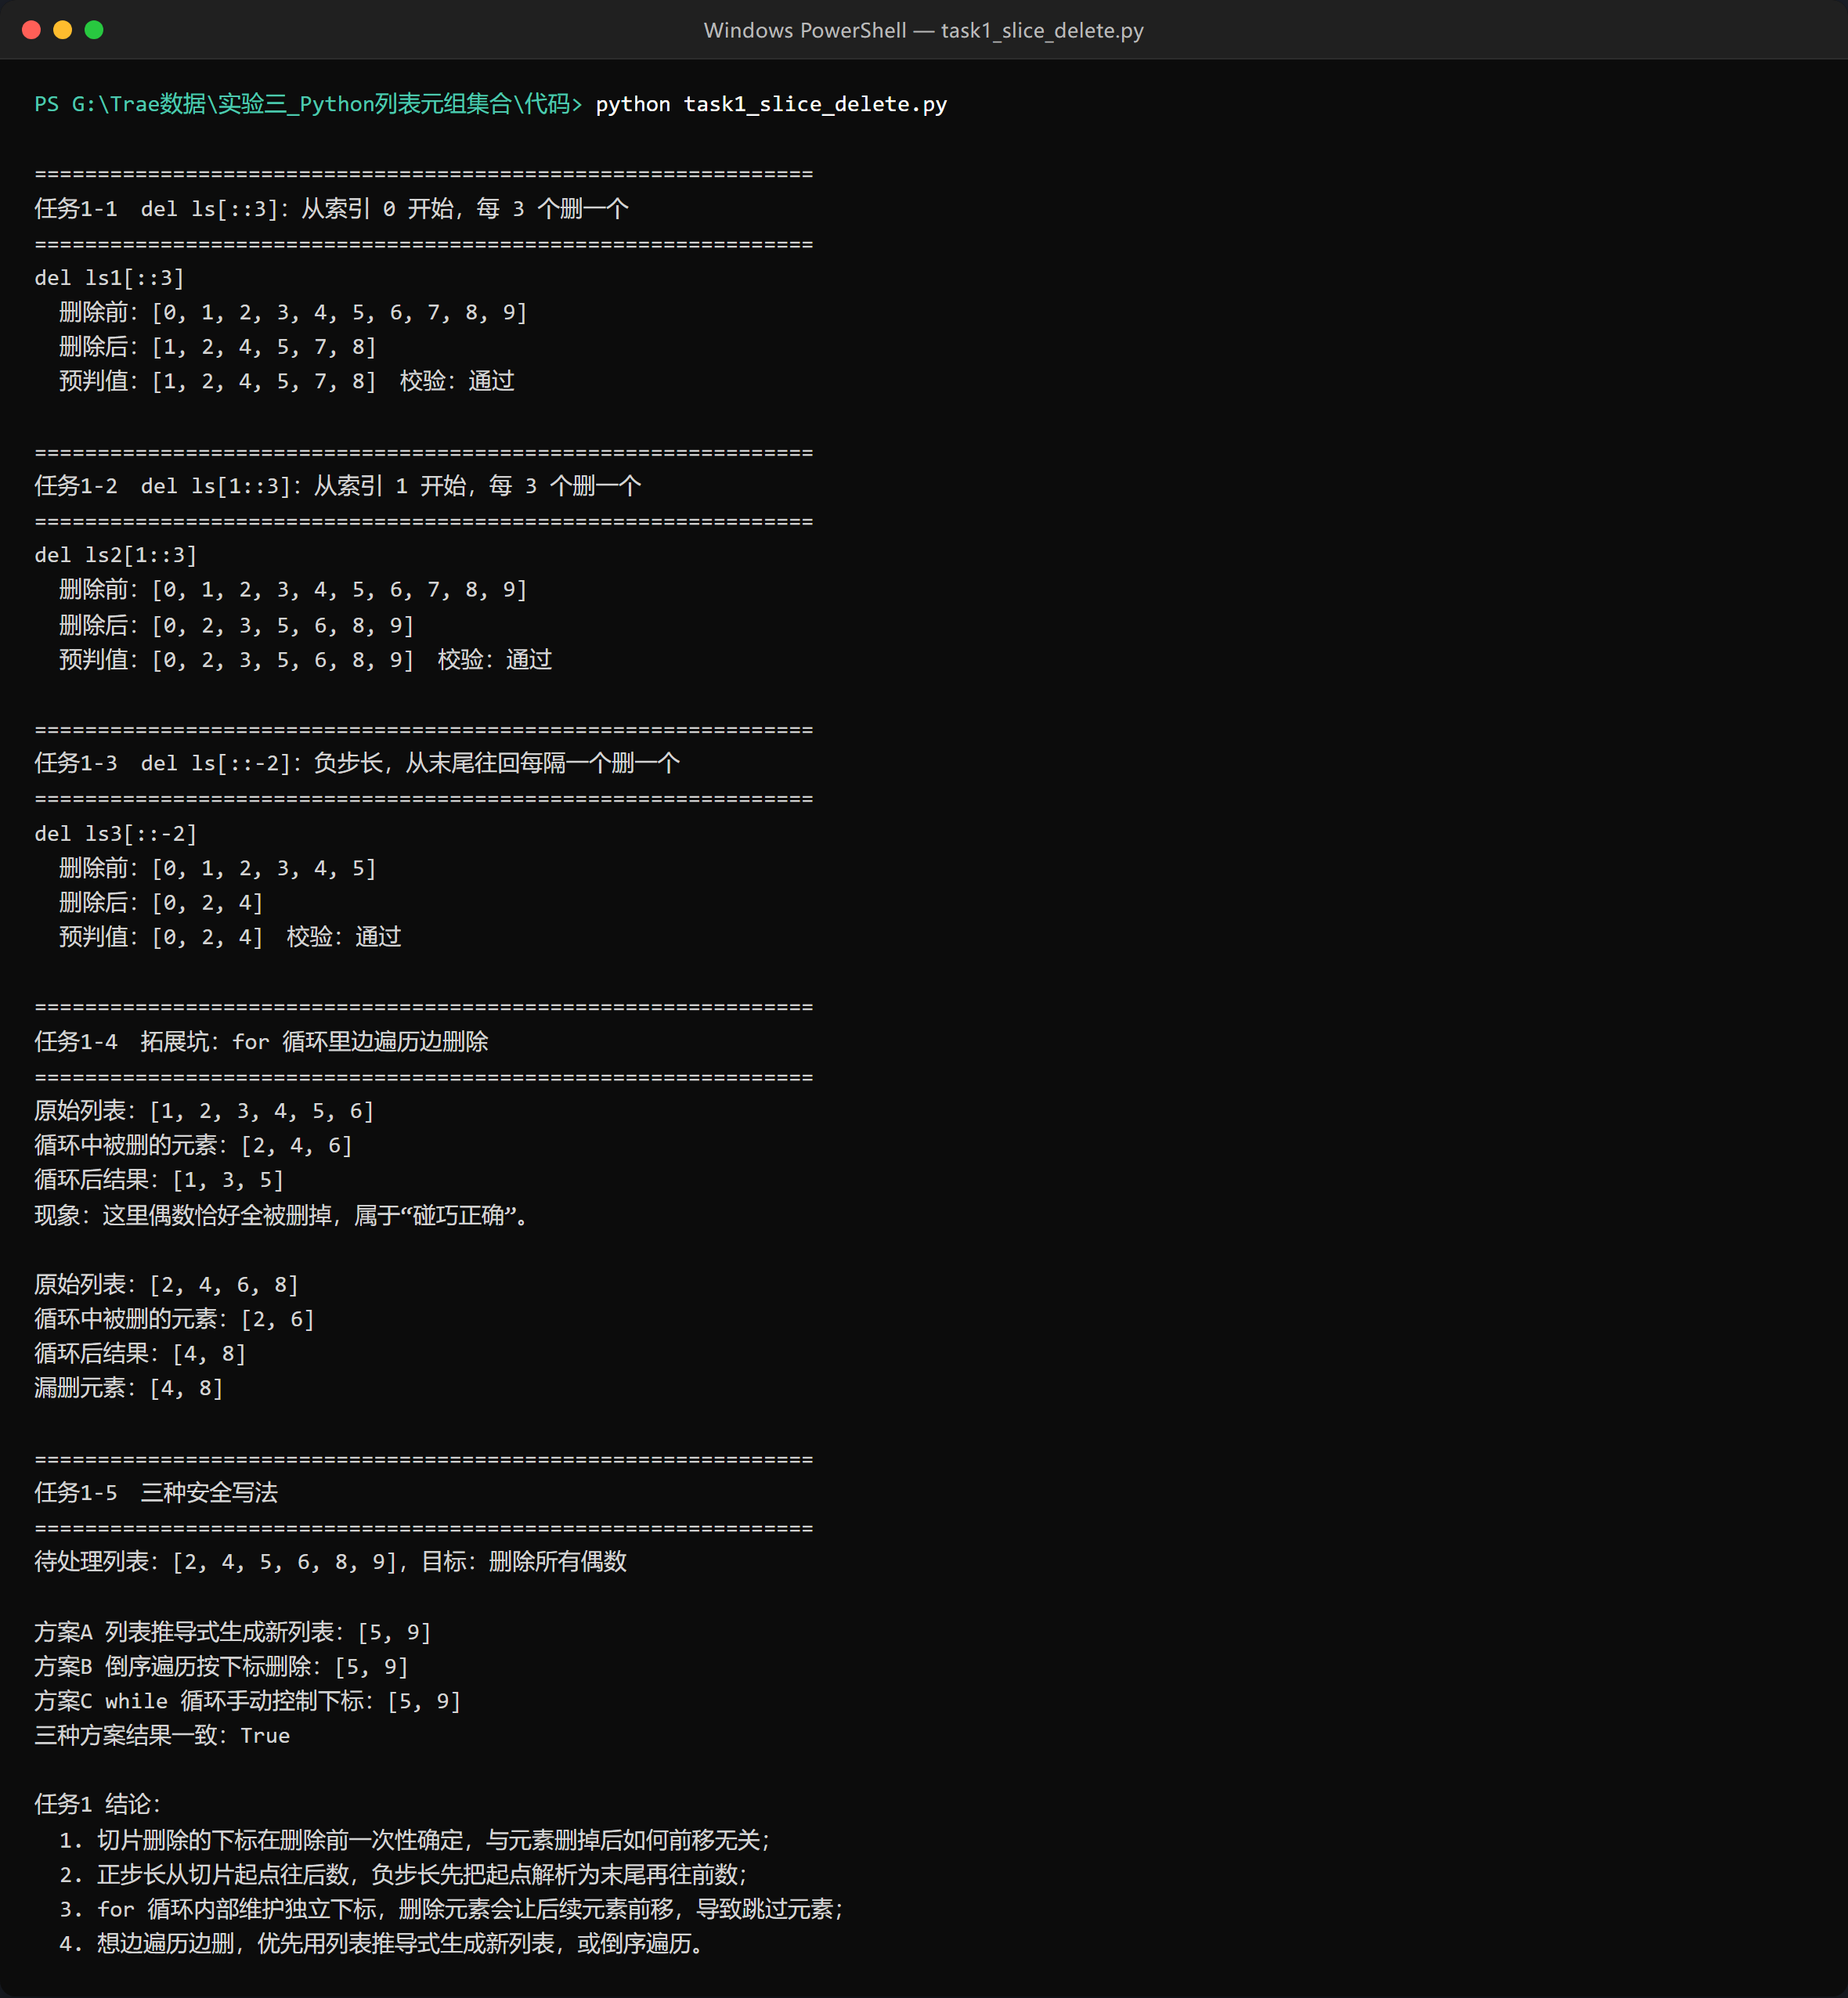 Windows PowerShell — task1_slice_delete.py
PS G:\Trae数据\实验三_Python列表元组集合\代码> python task1_slice_delete.py
==============================================================
任务1-1  del ls[::3]：从索引 0 开始，每 3 个删一个
==============================================================
del ls1[::3]
  删除前：[0, 1, 2, 3, 4, 5, 6, 7, 8, 9]
  删除后：[1, 2, 4, 5, 7, 8]
  预判值：[1, 2, 4, 5, 7, 8]  校验：通过
==============================================================
任务1-2  del ls[1::3]：从索引 1 开始，每 3 个删一个
==============================================================
del ls2[1::3]
  删除前：[0, 1, 2, 3, 4, 5, 6, 7, 8, 9]
  删除后：[0, 2, 3, 5, 6, 8, 9]
  预判值：[0, 2, 3, 5, 6, 8, 9]  校验：通过
==============================================================
任务1-3  del ls[::-2]：负步长，从末尾往回每隔一个删一个
==============================================================
del ls3[::-2]
  删除前：[0, 1, 2, 3, 4, 5]
  删除后：[0, 2, 4]
  预判值：[0, 2, 4]  校验：通过
==============================================================
任务1-4  拓展坑：for 循环里边遍历边删除
==============================================================
原始列表：[1, 2, 3, 4, 5, 6]
循环中被删的元素：[2, 4, 6]
循环后结果：[1, 3, 5]
现象：这里偶数恰好全被删掉，属于“碰巧正确”。
原始列表：[2, 4, 6, 8]
循环中被删的元素：[2, 6]
循环后结果：[4, 8]
漏删元素：[4, 8]
==============================================================
任务1-5  三种安全写法
==============================================================
待处理列表：[2, 4, 5, 6, 8, 9]，目标：删除所有偶数
方案A 列表推导式生成新列表：[5, 9]
方案B 倒序遍历按下标删除：[5, 9]
方案C while 循环手动控制下标：[5, 9]
三种方案结果一致：True
任务1 结论：
  1. 切片删除的下标在删除前一次性确定，与元素删掉后如何前移无关；
  2. 正步长从切片起点往后数，负步长先把起点解析为末尾再往前数；
  3. for 循环内部维护独立下标，删除元素会让后续元素前移，导致跳过元素；
  4. 想边遍历边删，优先用列表推导式生成新列表，或倒序遍历。